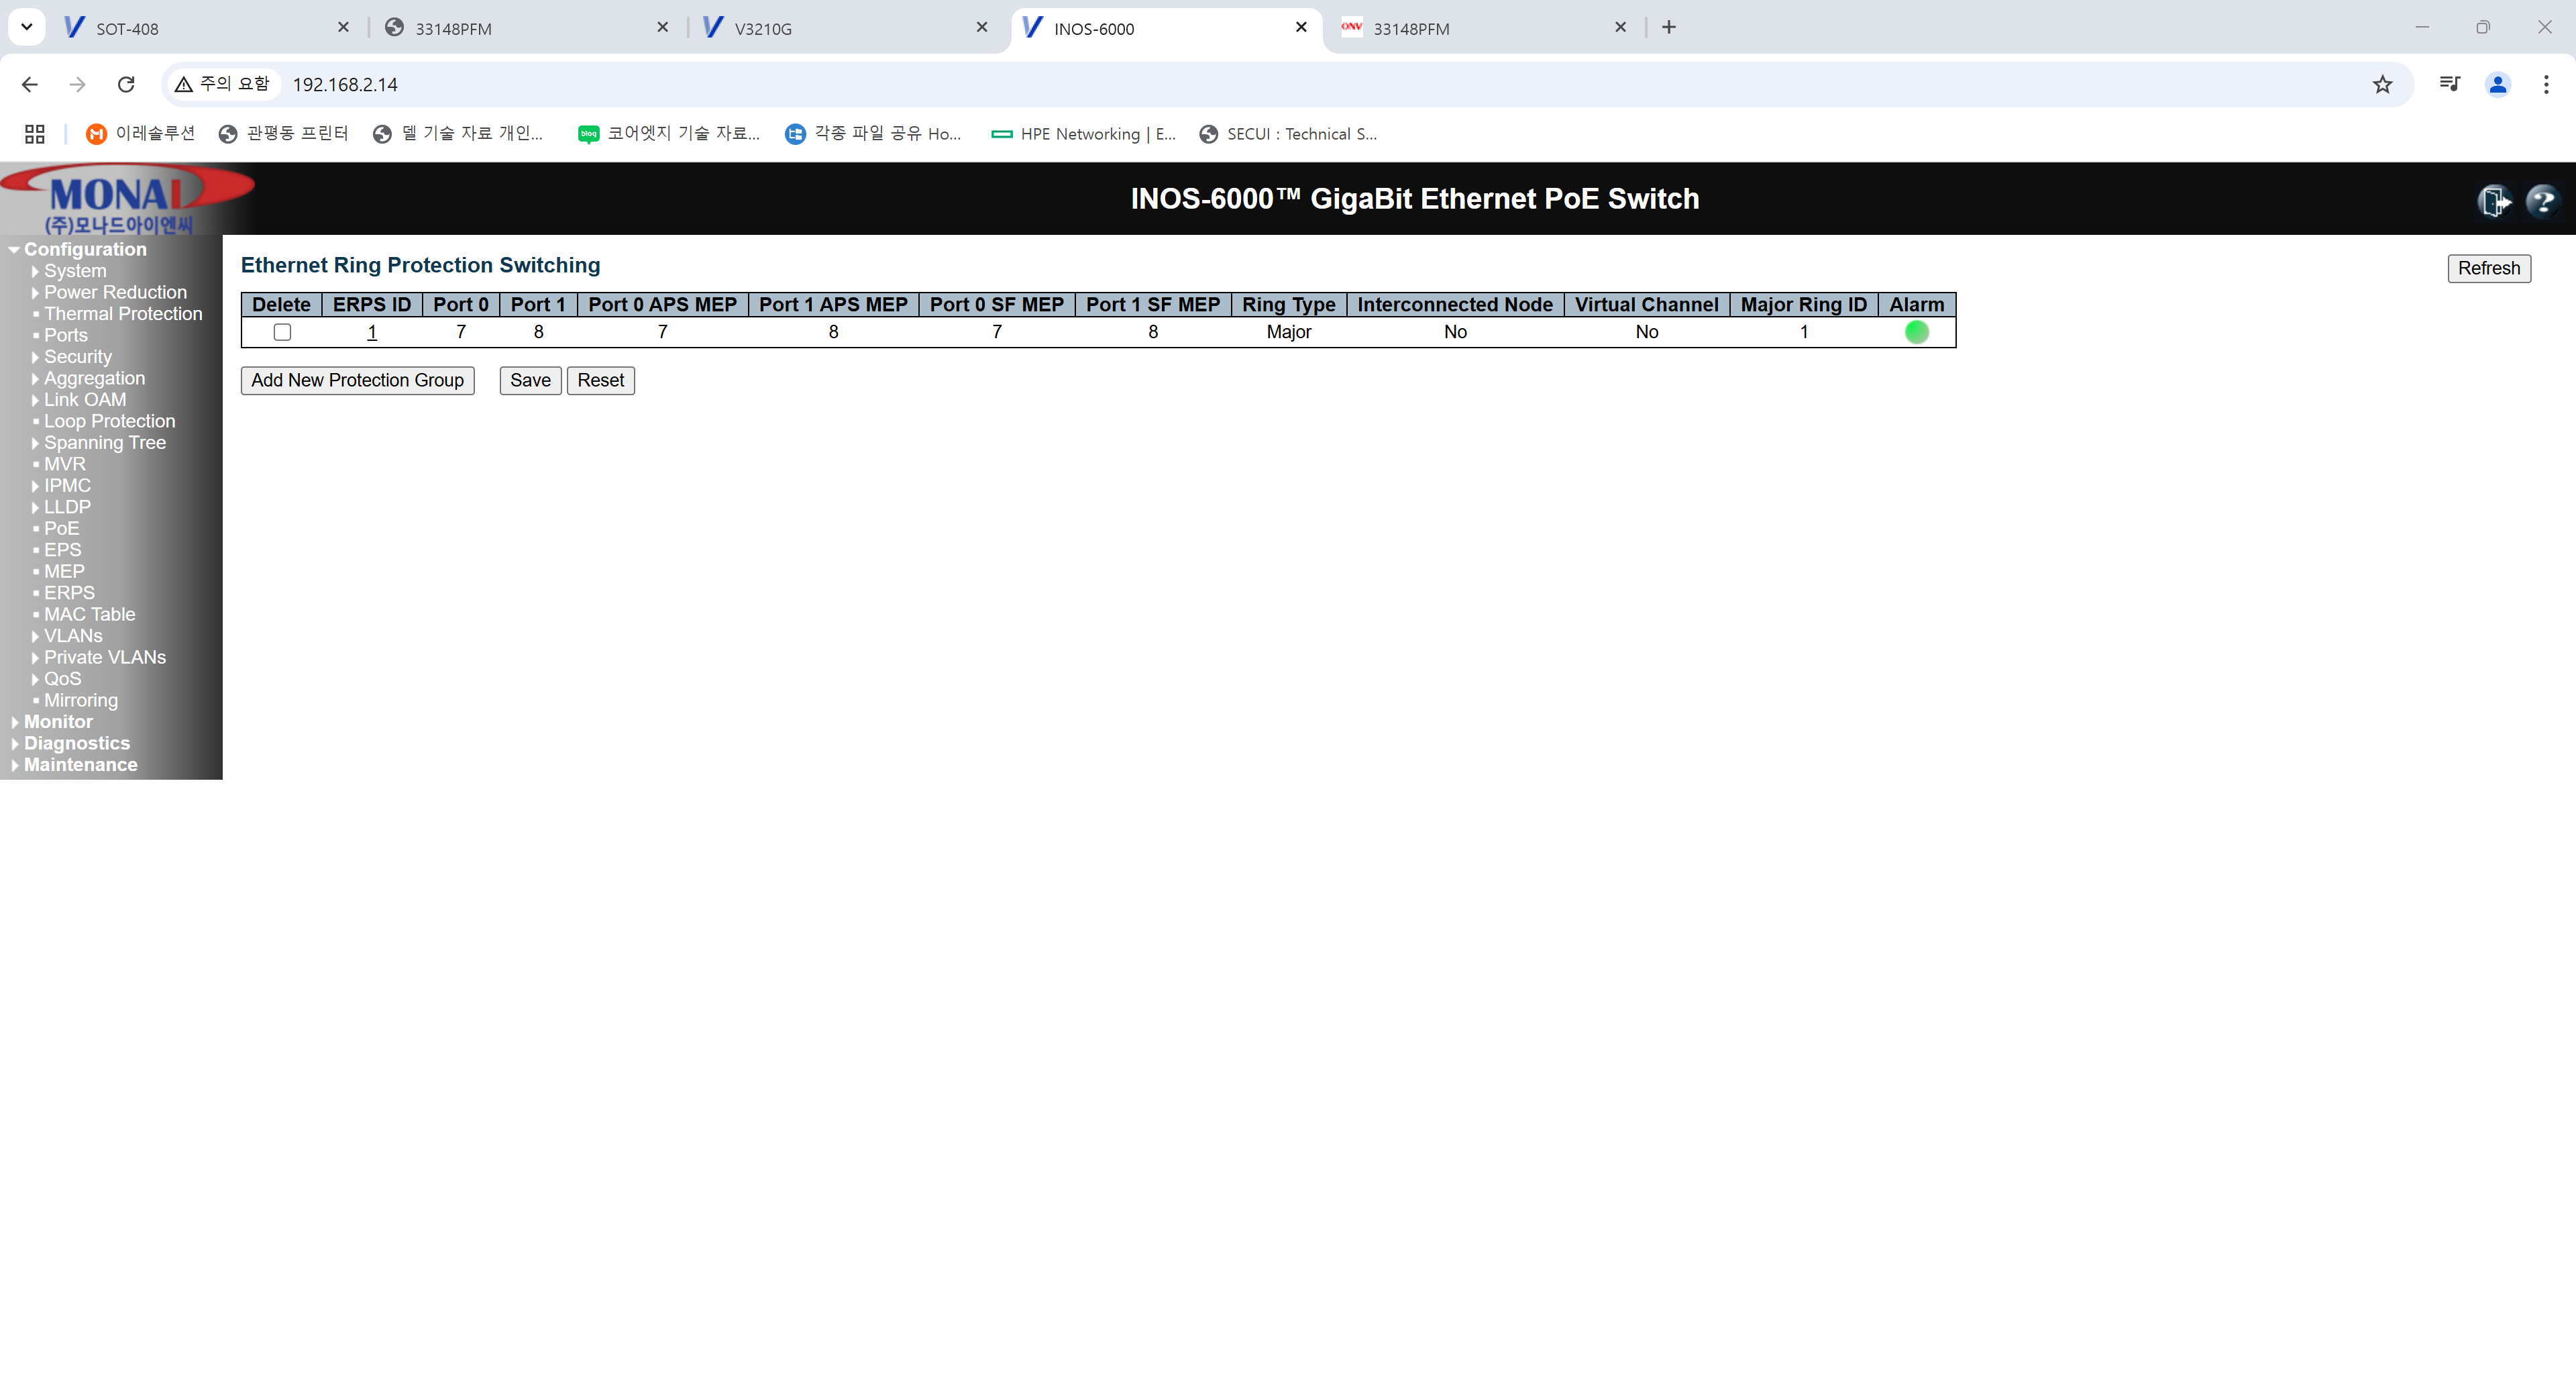 SOT-408
33148PFM
V3210G
INOS-6000
33148PFM
주의 요함 192.168.2.14
이레솔루션
관평동 프린터
델 기술 자료 개인...
blog 코어엣지 기술 자료...
각종 파일 공유 Ho...
HPE Networking | E...
SECUI : Technical S...
MONAD
(주)모나드아이엔씨
INOS-6000™ GigaBit Ethernet PoE Switch
Configuration
System
Power Reduction
Thermal Protection
Ports
Security
Aggregation
Link OAM
Loop Protection
Spanning Tree
MVR
IPMC
LLDP
PoE
EPS
MEP
ERPS
MAC Table
VLANs
Private VLANs
QoS
Mirroring
Monitor
Diagnostics
Maintenance
Ethernet Ring Protection Switching
Refresh
Delete ERPS ID Port 0 Port 1 Port 0 APS MEP Port 1 APS MEP Port 0 SF MEP Port 1 SF MEP Ring Type Interconnected Node Virtual Channel Major Ring ID Alarm
1 7 8 7 8 7 8 Major No No 1
Add New Protection Group Save Reset